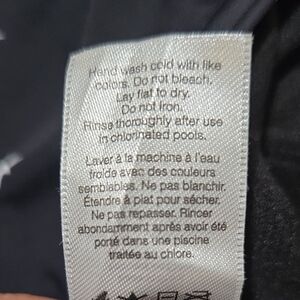 Hand wash cold with like
colors. Do not bleach.
Lay flat to dry.
Do not iron.
Rinse thoroughly after use
in chlorinated pools.
Laver à la machine à l'eau
froide avec des couleurs
semblables. Ne pas blanchir.
Étendre à plat pour sécher.
Ne pas repasser. Rincer
abondamment après avoir été
porté dans une piscine
traitée au chlore.